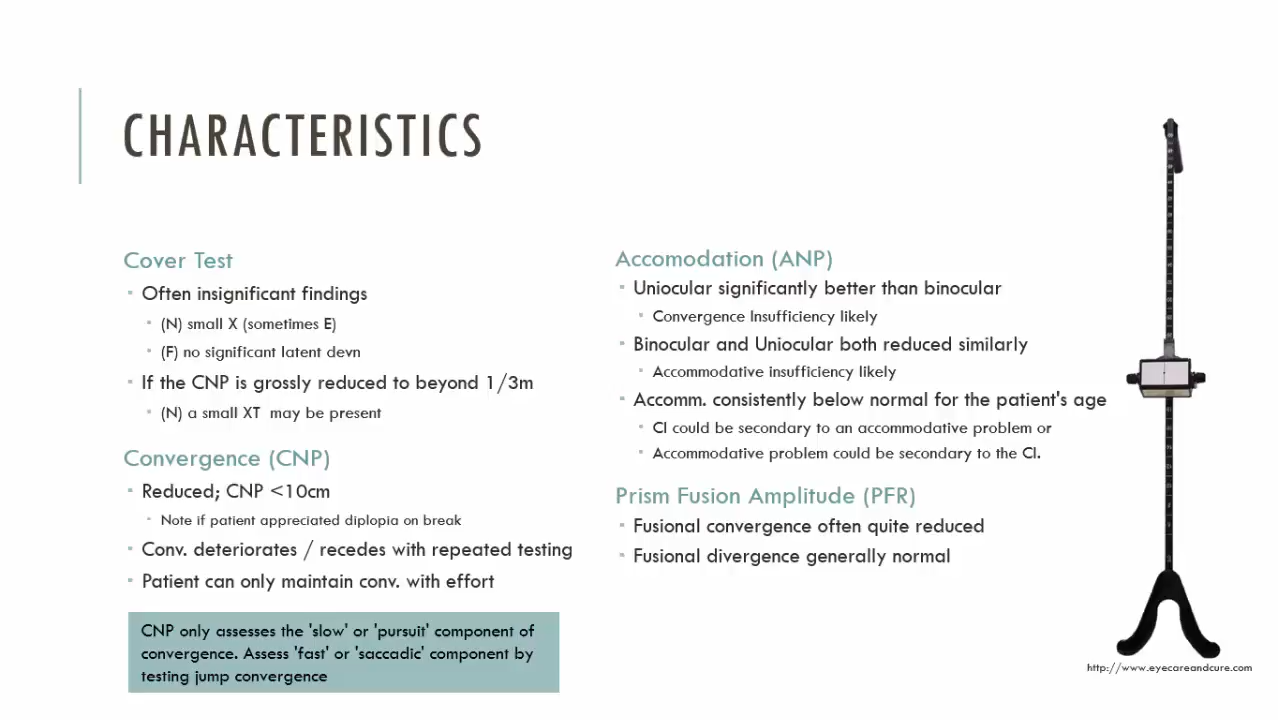 CHARACTERISTICS
Cover Test
Often insignificant findings
(N) small X (sometimes E)
(F) no significant latent devn
If the CNP is grossly reduced to beyond 1/3m
(N) a small XT may be present
Convergence (CNP)
Reduced; CNP <10cm
Note if patient appreciated diplopia on break
Conv. deteriorates / recedes with repeated testing
Patient can only maintain conv. with effort
CNP only assesses the 'slow' or 'pursuit' component of
convergence. Assess 'fast' or 'saccadic' component by
testing jump convergence
Accomodation (ANP)
Uniocular significantly better than binocular
Convergence Insufficiency likely
Binocular and Uniocular both reduced similarly
Accommodative insufficiency likely
Accomm. consistently below normal for the patient's age
CI could be secondary to an accommodative problem or
Accommodative problem could be secondary to the CI.
Prism Fusion Amplitude (PFR)
Fusional convergence often quite reduced
Fusional divergence generally normal
http://www.eyecareandcure.com